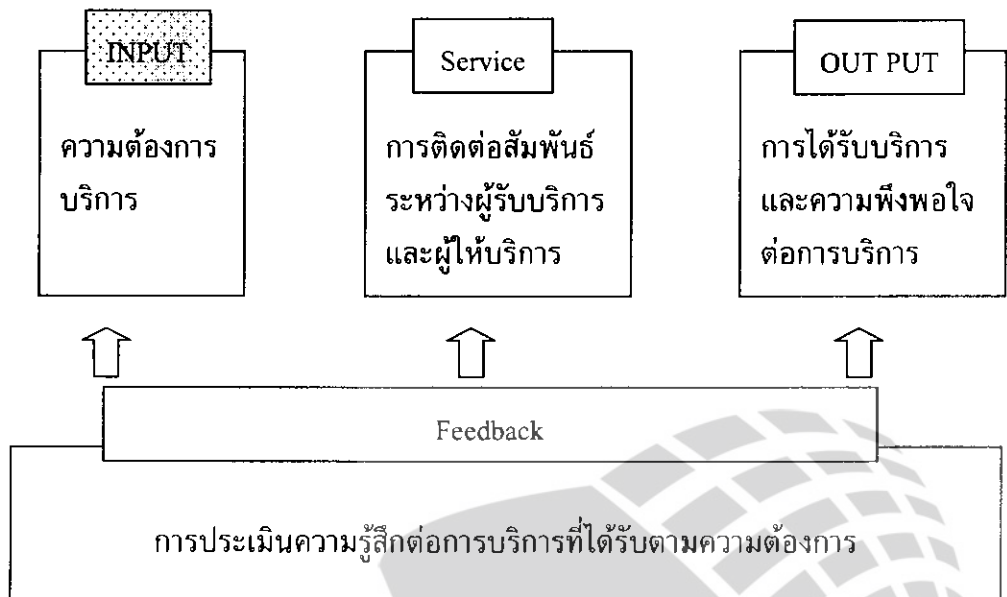 INPUT
ความต้องการ
บริการ
Service
การติดต่อสัมพันธ์
ระหว่างผู้รับบริการ
และผู้ให้บริการ
OUT PUT
การได้รับบริการ
และความพึงพอใจ
ต่อการบริการ
Feedback
การประเมินความรู้สึกต่อการบริการที่ได้รับตามความต้องการ